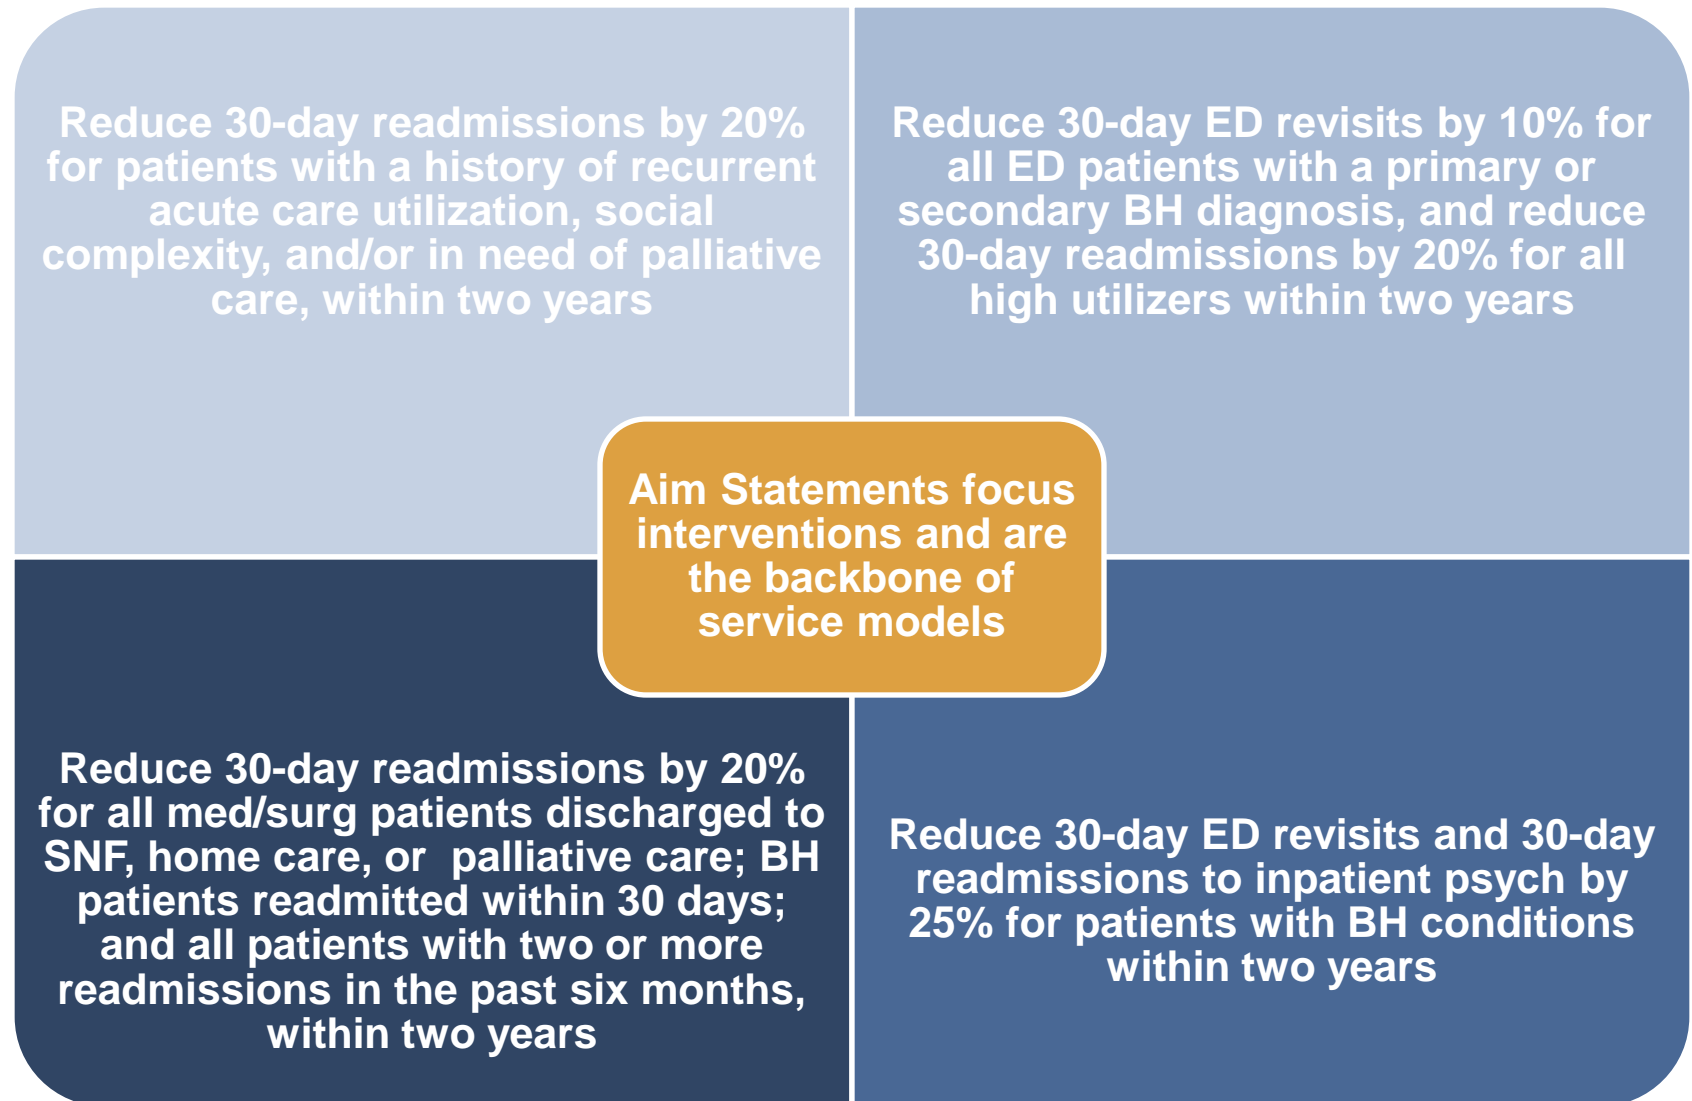 Reduce 30-day readmissions by 20%
for patients with a history of recurrent
acute care utilization, social
complexity, and/or in need of palliative
care, within two years
Reduce 30-day ED revisits by 10% for
all ED patients with a primary or
secondary BH diagnosis, and reduce
30-day readmissions by 20% for all
high utilizers within two years
Aim Statements focus
interventions and are
the backbone of
service models
Reduce 30-day readmissions by 20%
for all med/surg patients discharged to
SNF, home care, or  palliative care; BH
patients readmitted within 30 days;
and all patients with two or more
readmissions in the past six months,
within two years
Reduce 30-day ED revisits and 30-day
readmissions to inpatient psych by
25% for patients with BH conditions
within two years